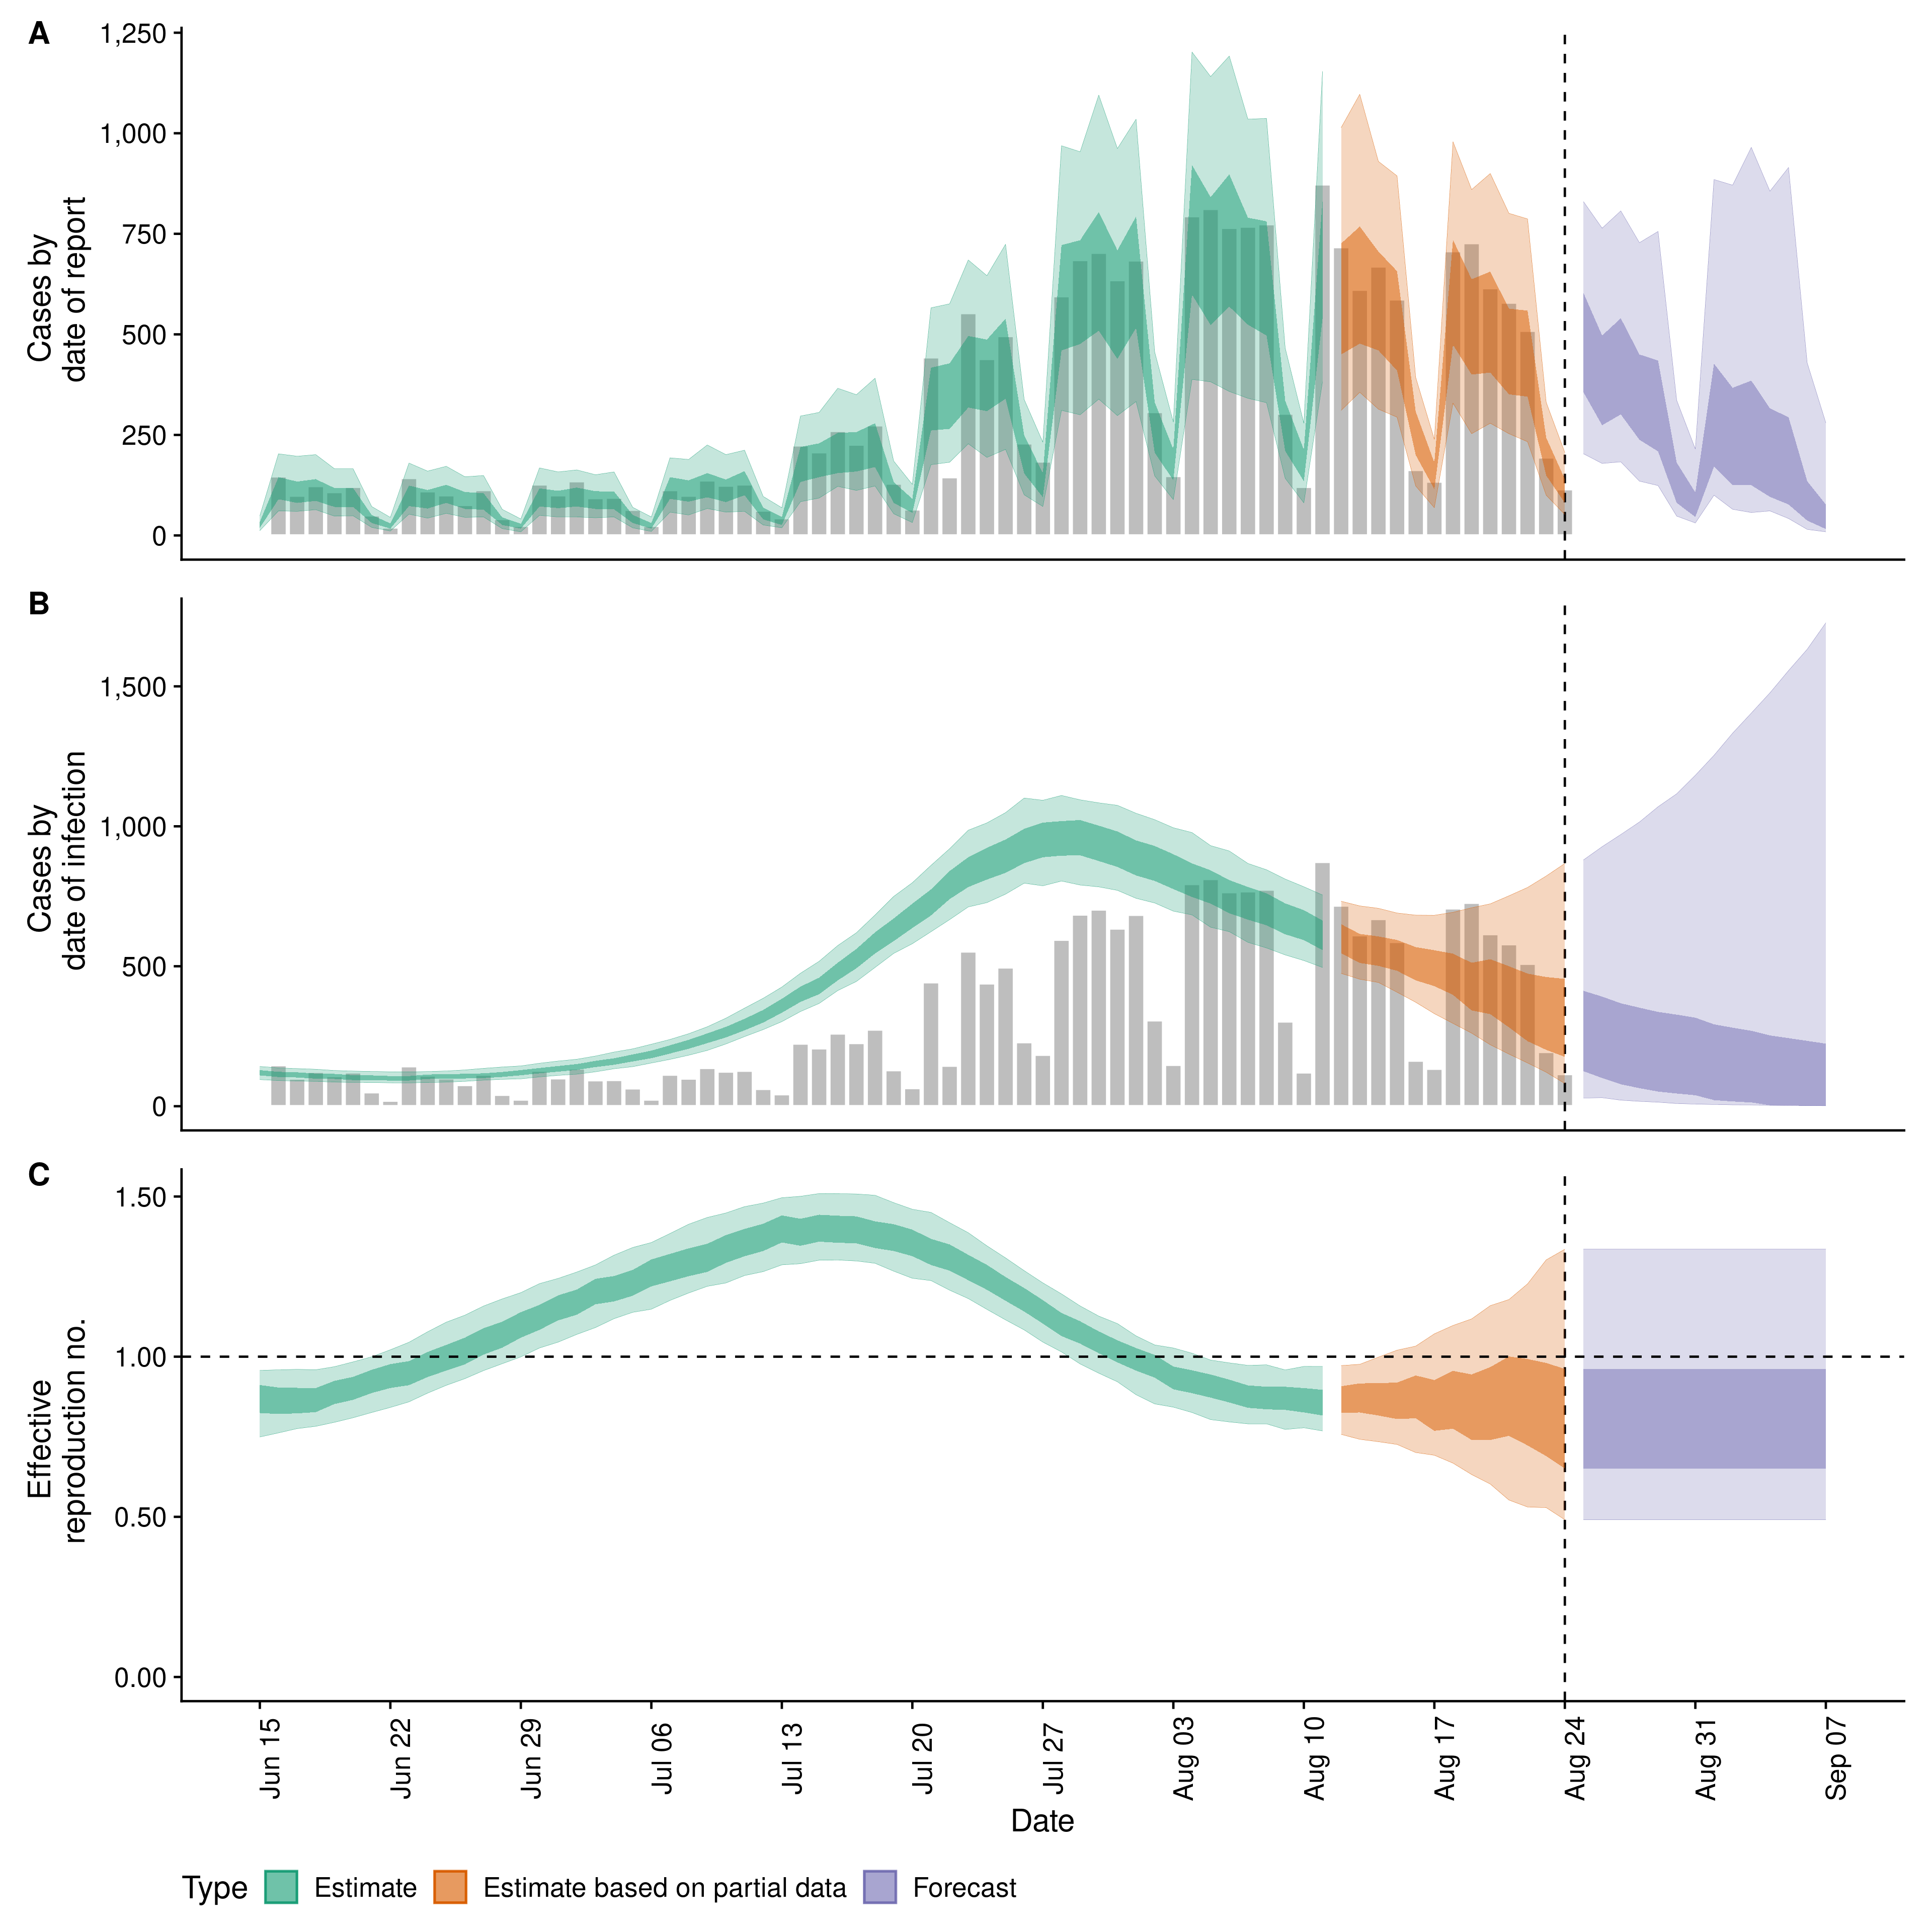 A
Cases by
date of report
1,250
1,000
750
500
250
0
B
Cases by
date of infection
1,500
1,000
500
0
C
Effective
reproduction no.
1.50
1.00
0.50
0.00
Jun 15
Jun 22
Jun 29
Jul 06
Jul 13
Jul 20
Jul 27
Aug 03
Aug 10
Aug 17
Aug 24
Aug 31
Sep 07
Date
Type Estimate Estimate based on partial data Forecast